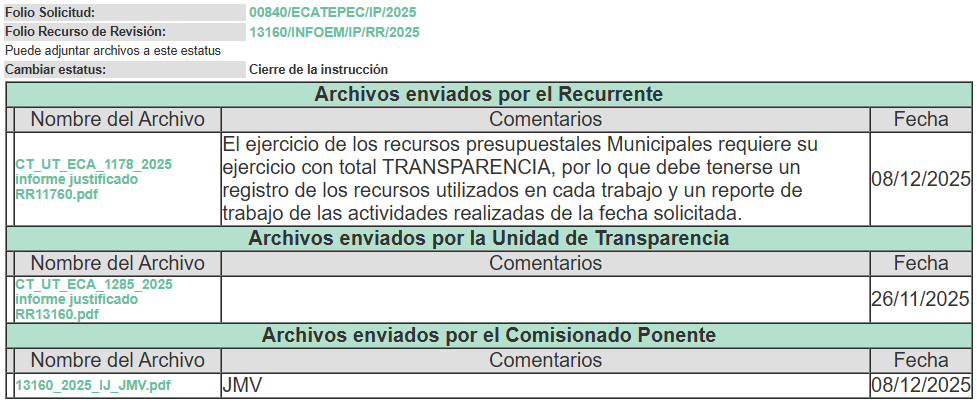 Folio Solicitud: 00840/ECATEPEC/IP/2025
Folio Recurso de Revisión: 13160/INFOEM/IP/RR/2025
Puede adjuntar archivos a este estatus
Cambiar estatus: Cierre de la instrucción
Archivos enviados por el Recurrente
Nombre del Archivo Comentarios Fecha
CT_UT_ECA_1178_2025
informe justificado
RR11760.pdf
El ejercicio de los recursos presupuestales Municipales requiere su
ejercicio con total TRANSPARENCIA, por lo que debe tenerse un
registro de los recursos utilizados en cada trabajo y un reporte de
trabajo de las actividades realizadas de la fecha solicitada.
08/12/2025
Archivos enviados por la Unidad de Transparencia
Nombre del Archivo Comentarios Fecha
CT_UT_ECA_1285_2025
informe justificado
RR13160.pdf
26/11/2025
Archivos enviados por el Comisionado Ponente
Nombre del Archivo Comentarios Fecha
13160_2025_IJ_JMV.pdf JMV 08/12/2025